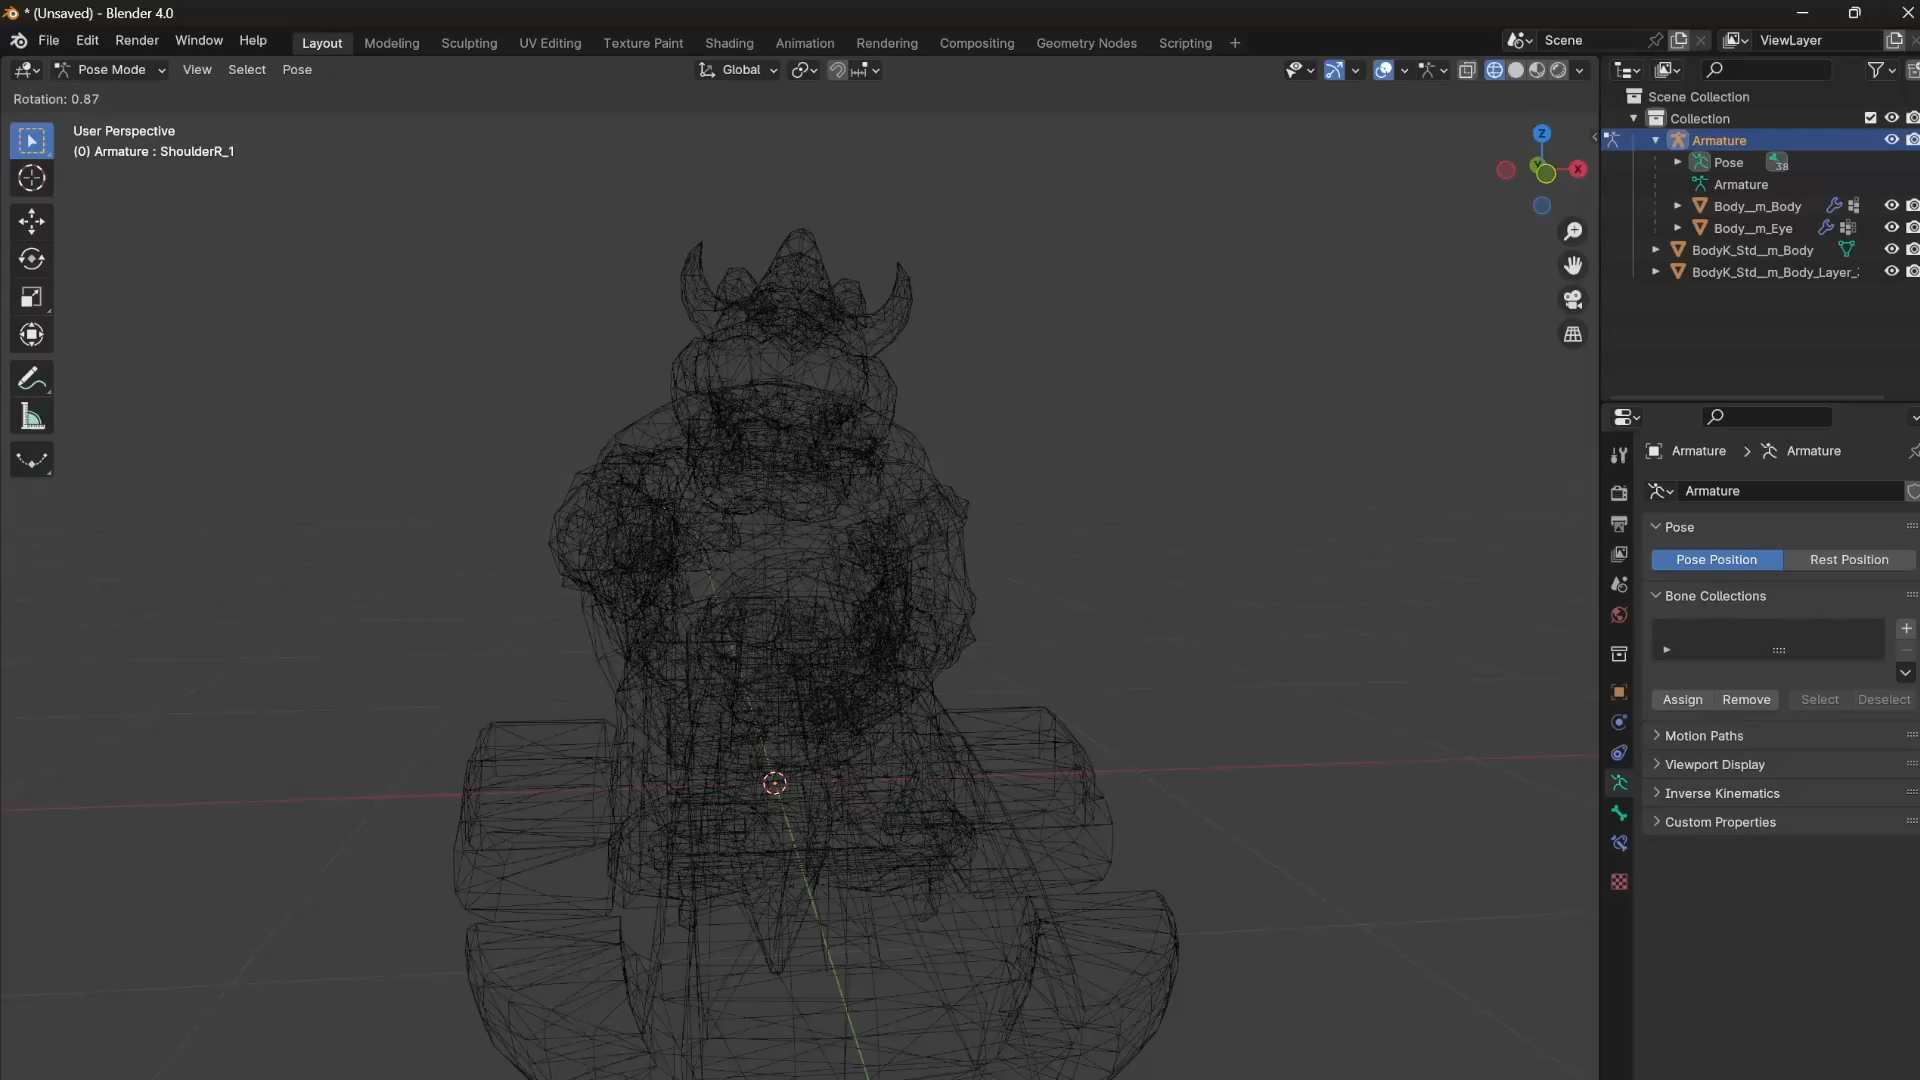 * (Unsaved) - Blender 4.0
File Edit Render Window Help Layout Modeling Sculpting UV Editing Texture Paint Shading Animation Rendering Compositing Geometry Nodes Scripting + Scene ViewLayer
Pose Mode View Select Pose Global
Rotation: 0.87
User Perspective
(0) Armature : ShoulderR_1
Z
Y
X
Scene Collection
Collection
Armature
Pose 38
Armature
Body__m_Body
Body__m_Eye
BodyK_Std__m_Body
BodyK_Std__m_Body_Layer_
Armature > Armature
Armature
Pose
Pose Position Rest Position
Bone Collections
Assign Remove Select Deselect
Motion Paths
Viewport Display
Inverse Kinematics
Custom Properties